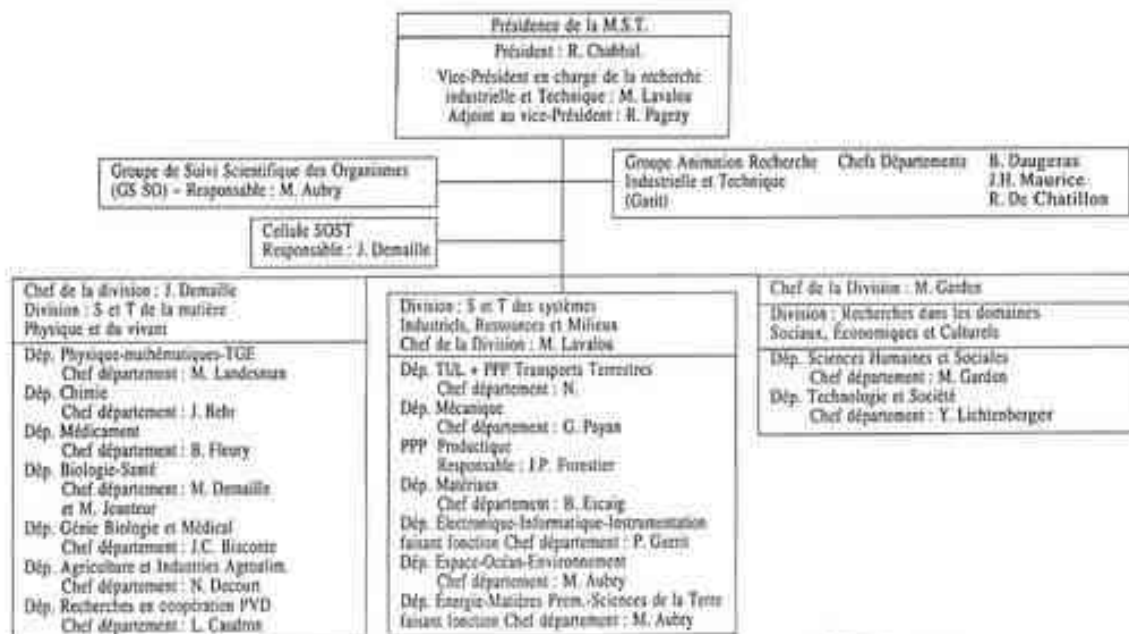 Présidence de la M.S.T.
Président : R. Chabbal
Vice-Président en charge de la recherche
industrielle et Technique : M. Lavalou
Adjoint au vice-Président : R. Pagezy
Groupe de Suivi Scientifique des Organismes
(GS SO) – Responsable : M. Aubry
Groupe Animation Recherche Chefs Départements B. Daugeras
Industrielle et Technique J.H. Maurice
(Garit) R. De Chatillon
Cellule SOST
Responsable : J. Demaille
Chef de la division : J. Demaille
Division : S et T de la matière
Physique et du vivant
Dép. Physique-mathématiques-TGE
Chef département : M. Landesman
Dép. Chimie
Chef département : J. Behr
Dép. Médicament
Chef département : B. Fleury
Dép. Biologie-Santé
Chef département : M. Demaille
et M. Jeanteur
Dép. Génie Biologie et Médical
Chef département : J.C. Bisconte
Dép. Agriculture et Industries Agroalim.
Chef département : N. Decourt
Dép. Recherches en coopération PVD
Chef département : L. Caudron
Division : S et T des systèmes
Industriels, Ressources et Milieux
Chef de la Division : M. Lavalou
Dép. TUL + PPP Transports Terrestres
Chef département : N.
Dép. Mécanique
Chef département : G. Payan
PPP Productique
Responsable : J.P. Forestier
Dép. Matériaux
Chef département : B. Escaig
Dép. Électronique-Informatique-Instrumentation
faisant fonction Chef département : P. Garrit
Dép. Espace-Océan-Environnement
Chef département : M. Aubry
Dép. Énergie-Matières Prem.-Sciences de la Terre
faisant fonction Chef département : M. Aubry
Chef de la Division : M. Garden
Division : Recherches dans les domaines
Sociaux, Économiques et Culturels
Dép. Sciences Humaines et Sociales
Chef département : M. Garden
Dép. Technologie et Société
Chef département : Y. Lichtenberger